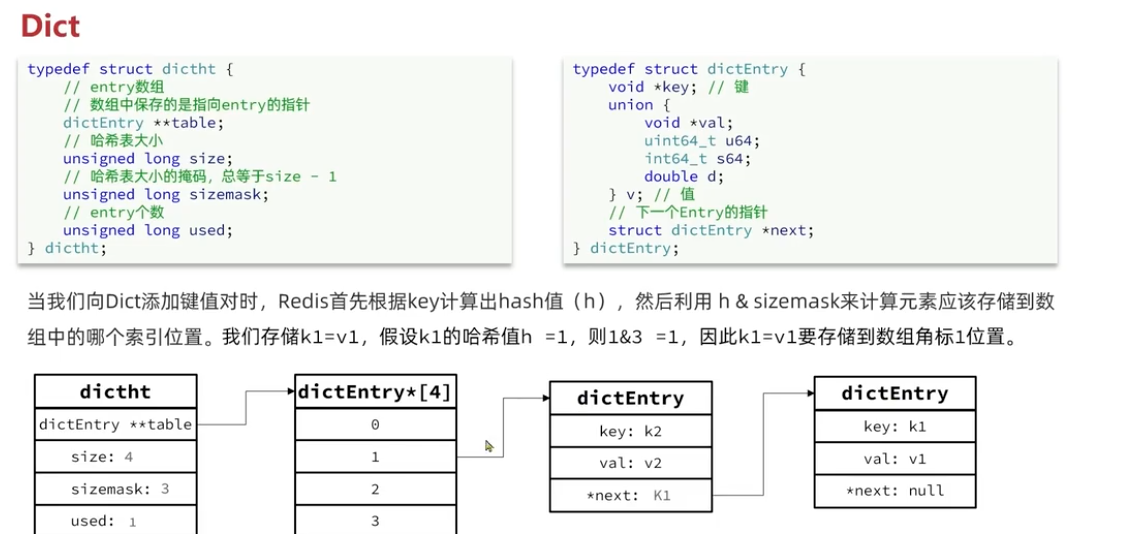 Dict
typedef struct dictht {
// entry数组
// 数组中保存的是指向entry的指针
dictEntry **table;
// 哈希表大小
unsigned long size;
// 哈希表大小的掩码，总等于size - 1
unsigned long sizemask;
// entry个数
unsigned long used;
} dictht;
typedef struct dictEntry {
void *key; // 键
union {
void *val;
uint64_t u64;
int64_t s64;
double d;
} v; // 值
// 下一个Entry的指针
struct dictEntry *next;
} dictEntry;
当我们向Dict添加键值对时，Redis首先根据key计算出hash值（h），然后利用 h & sizemask来计算元素应该存储到数
组中的哪个索引位置。我们存储k1=v1，假设k1的哈希值h =1，则1&3 =1，因此k1=v1要存储到数组角标1位置。
dictht
dictEntry **table
size: 4
sizemask: 3
used: 1
dictEntry*[4]
0
1
2
3
dictEntry
key: k2
val: v2
*next: K1
dictEntry
key: k1
val: v1
*next: null